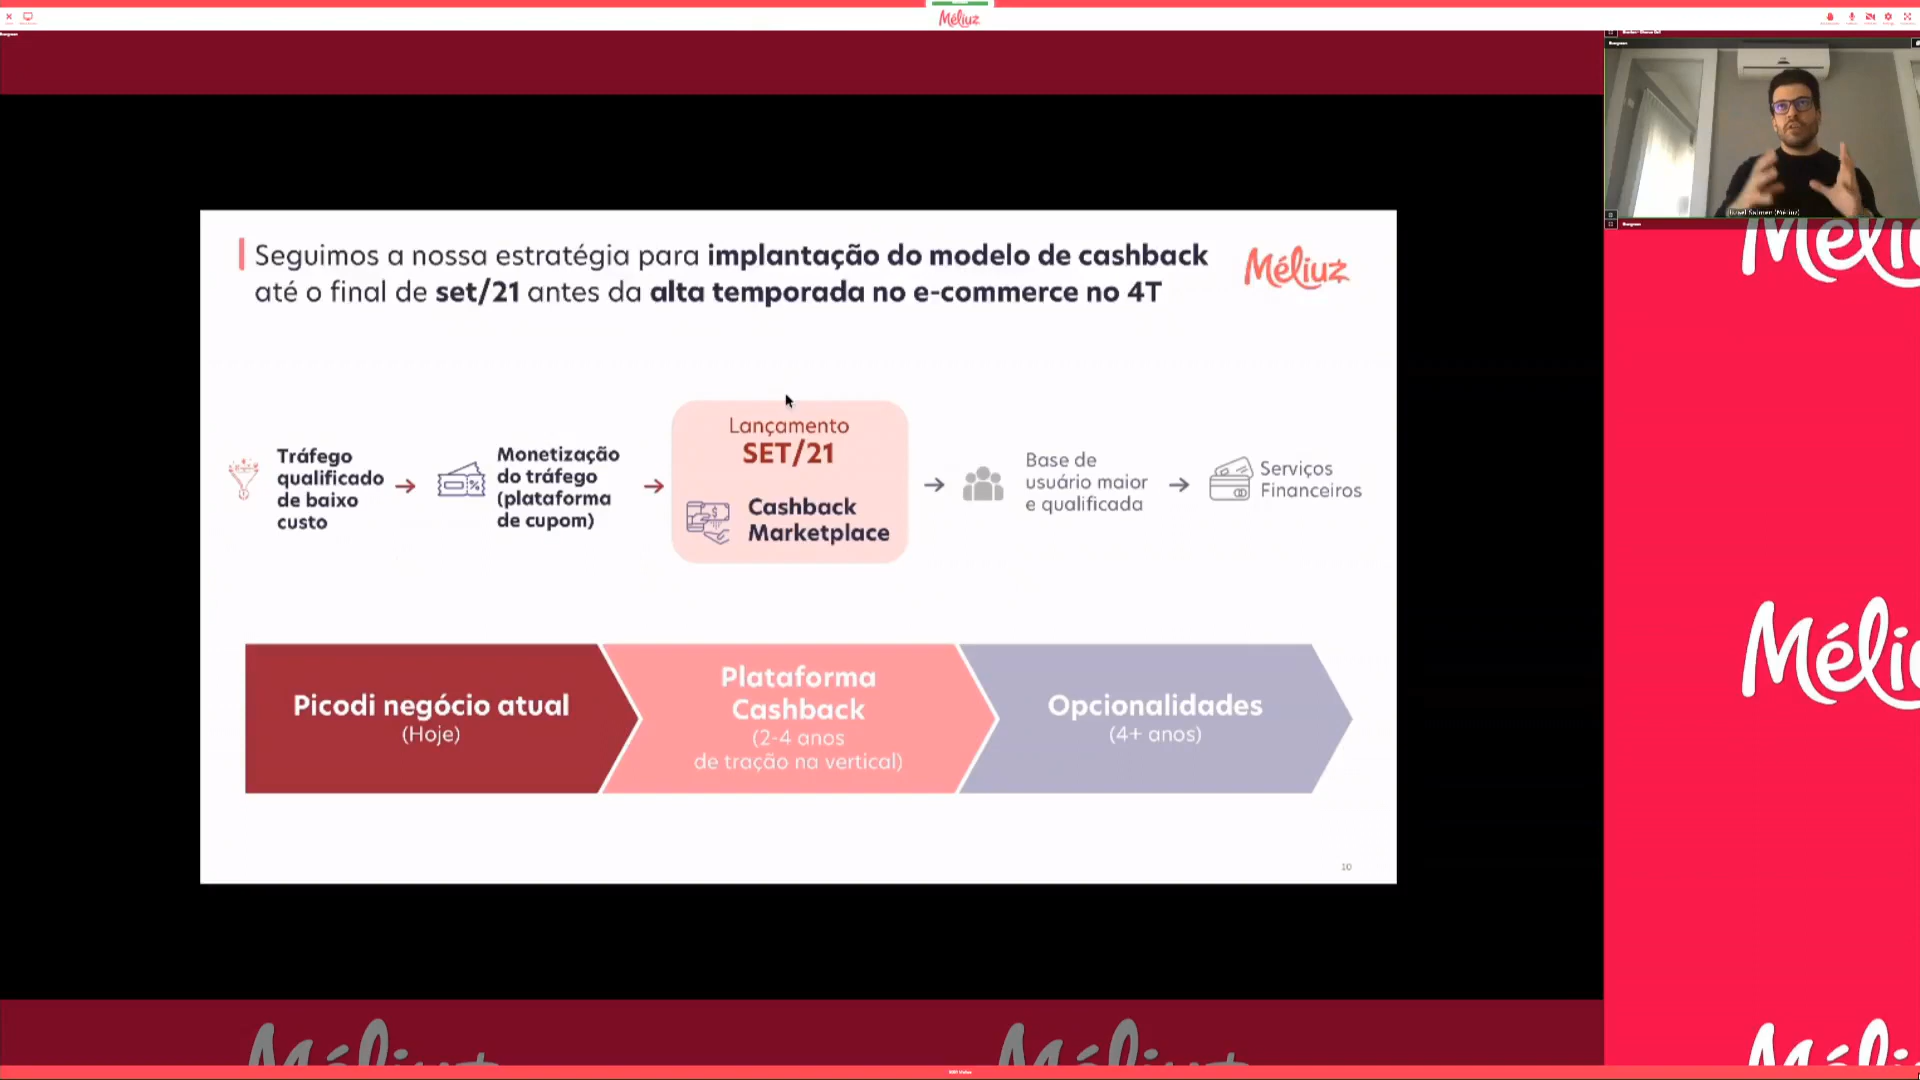 Méliuz
Israel Salmen (Méliuz)
Seguimos a nossa estratégia para implantação do modelo de cashback
até o final de set/21 antes da alta temporada no e-commerce no 4T
Méliuz
Tráfego
qualificado
de baixo
custo
Monetização
do tráfego
(plataforma
de cupom)
Lançamento
SET/21
Cashback
Marketplace
Base de
usuário maior
e qualificada
Serviços
Financeiros
Picodi negócio atual
(Hoje)
Plataforma
Cashback
(2-4 anos
de tração na vertical)
Opcionalidades
(4+ anos)
10